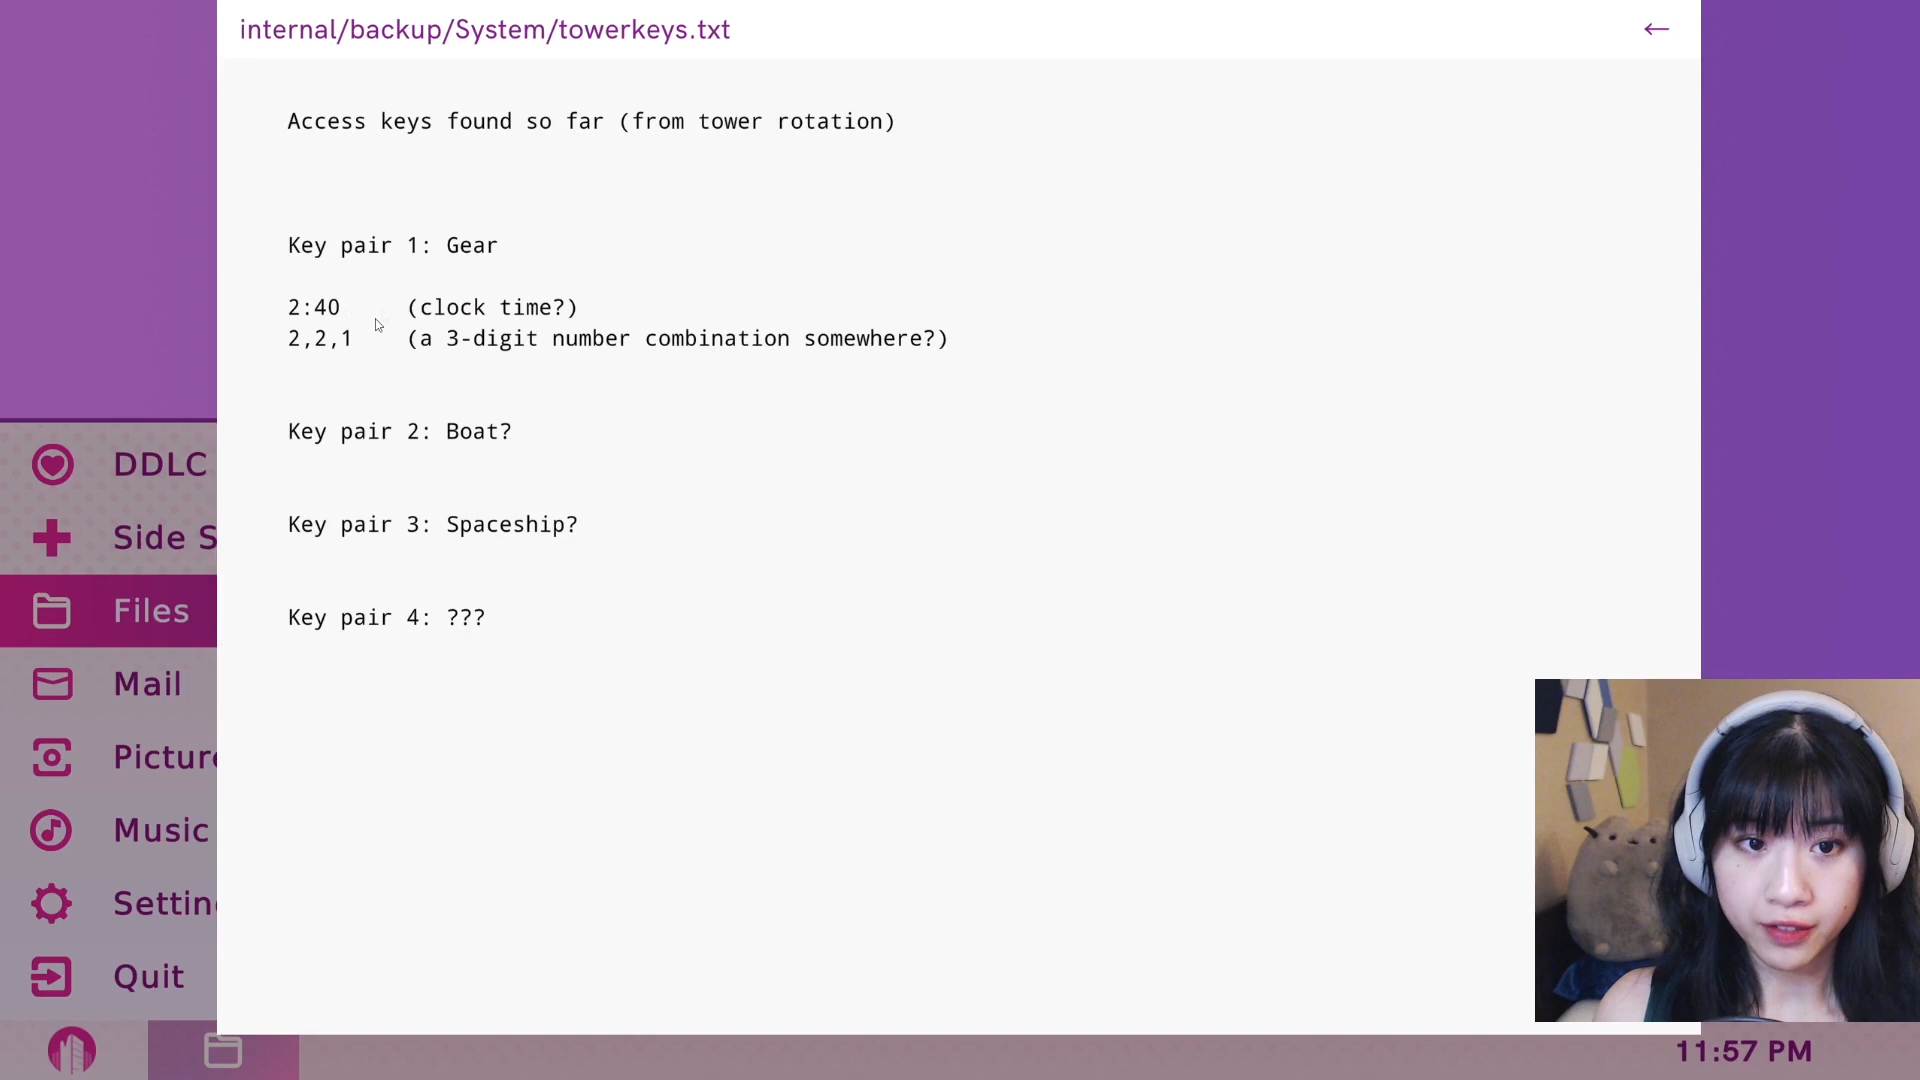 internal/backup/System/towerkeys.txt
←
Access keys found so far (from tower rotation)
Key pair 1: Gear
2:40 (clock time?)
2,2,1 (a 3-digit number combination somewhere?)
Key pair 2: Boat?
Key pair 3: Spaceship?
Key pair 4: ???
DDLC
Side S
Files
Mail
Picture
Music
Setting
Quit
11:57 PM